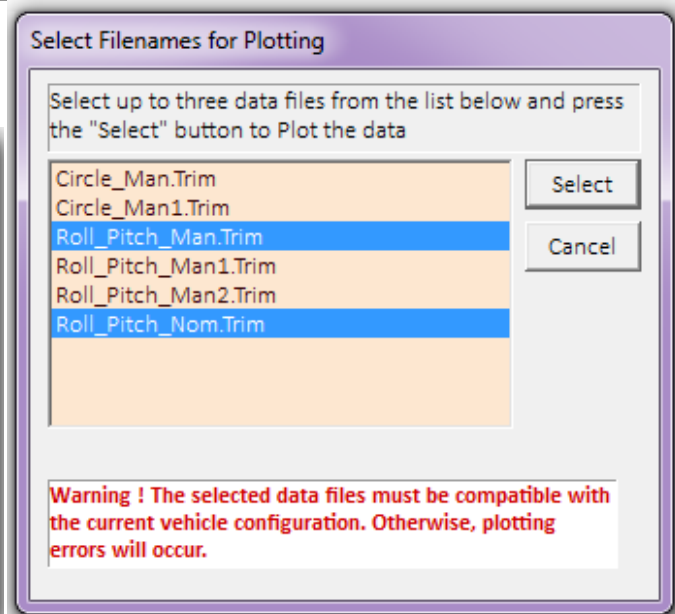 Select Filenames for Plotting
Select up to three data files from the list below and press
the "Select" button to Plot the data
Circle_Man.Trim
Circle_Man1.Trim
Roll_Pitch_Man.Trim
Roll_Pitch_Man1.Trim
Roll_Pitch_Man2.Trim
Roll_Pitch_Nom.Trim
Select
Cancel
Warning ! The selected data files must be compatible with
the current vehicle configuration. Otherwise, plotting
errors will occur.